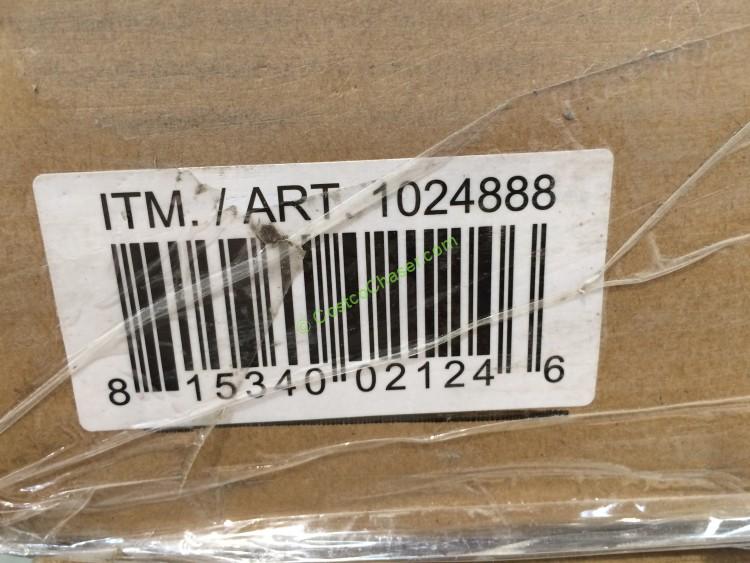 ITM. / ART. 1024888
© CostcoChaser.com
8 15340 02124 6